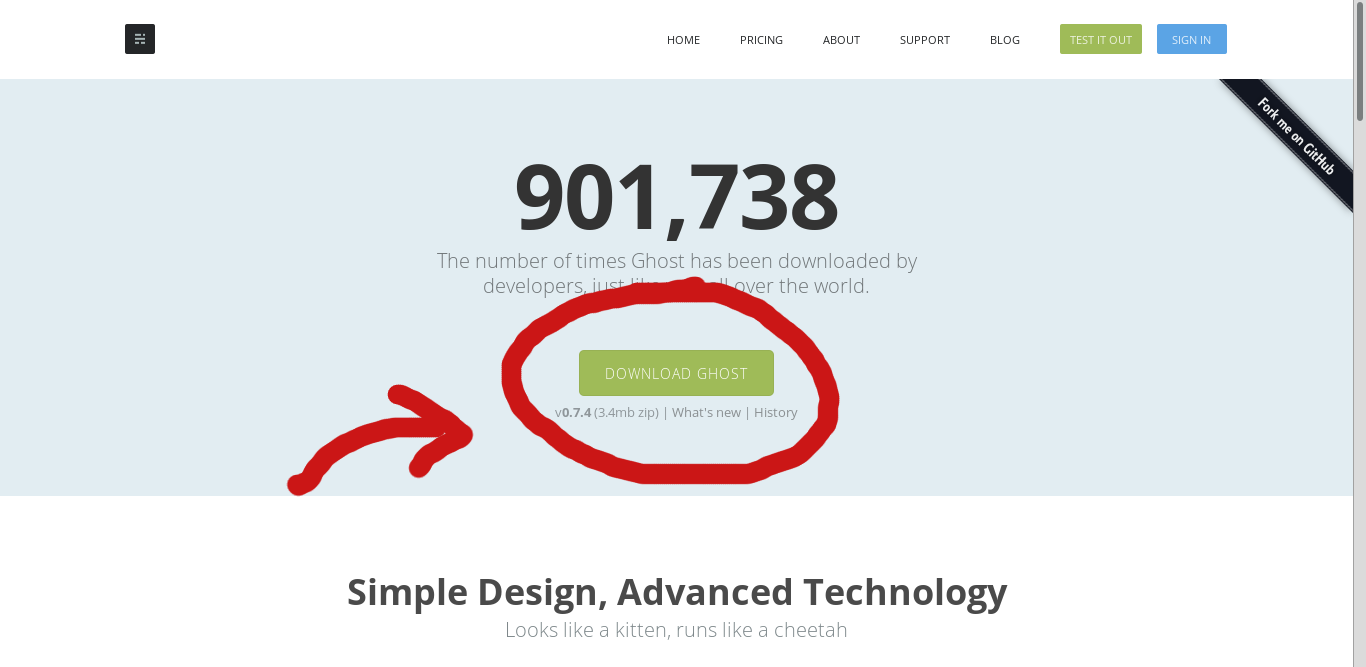 HOME PRICING ABOUT SUPPORT BLOG TEST IT OUT SIGN IN
Fork me on GitHub
901,738
The number of times Ghost has been downloaded by
developers, just like all over the world.
DOWNLOAD GHOST
v0.7.4 (3.4mb zip) | What's new | History
Simple Design, Advanced Technology
Looks like a kitten, runs like a cheetah